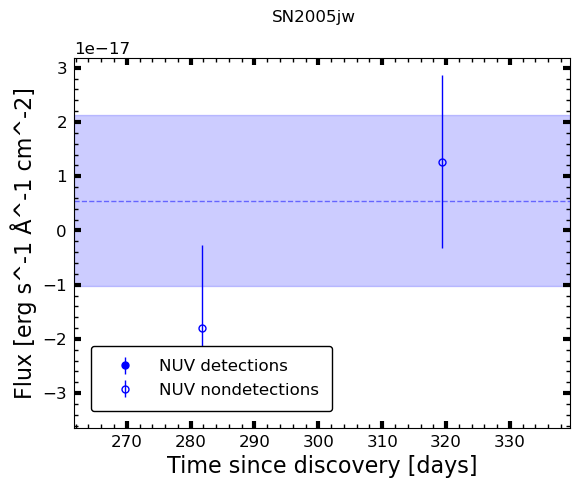 SN2005jw
1e−17
3
2
1
0
−1
−2
−3
Flux [erg s^-1 Å^-1 cm^-2]
NUV detections
NUV nondetections
270 280 290 300 310 320 330
Time since discovery [days]